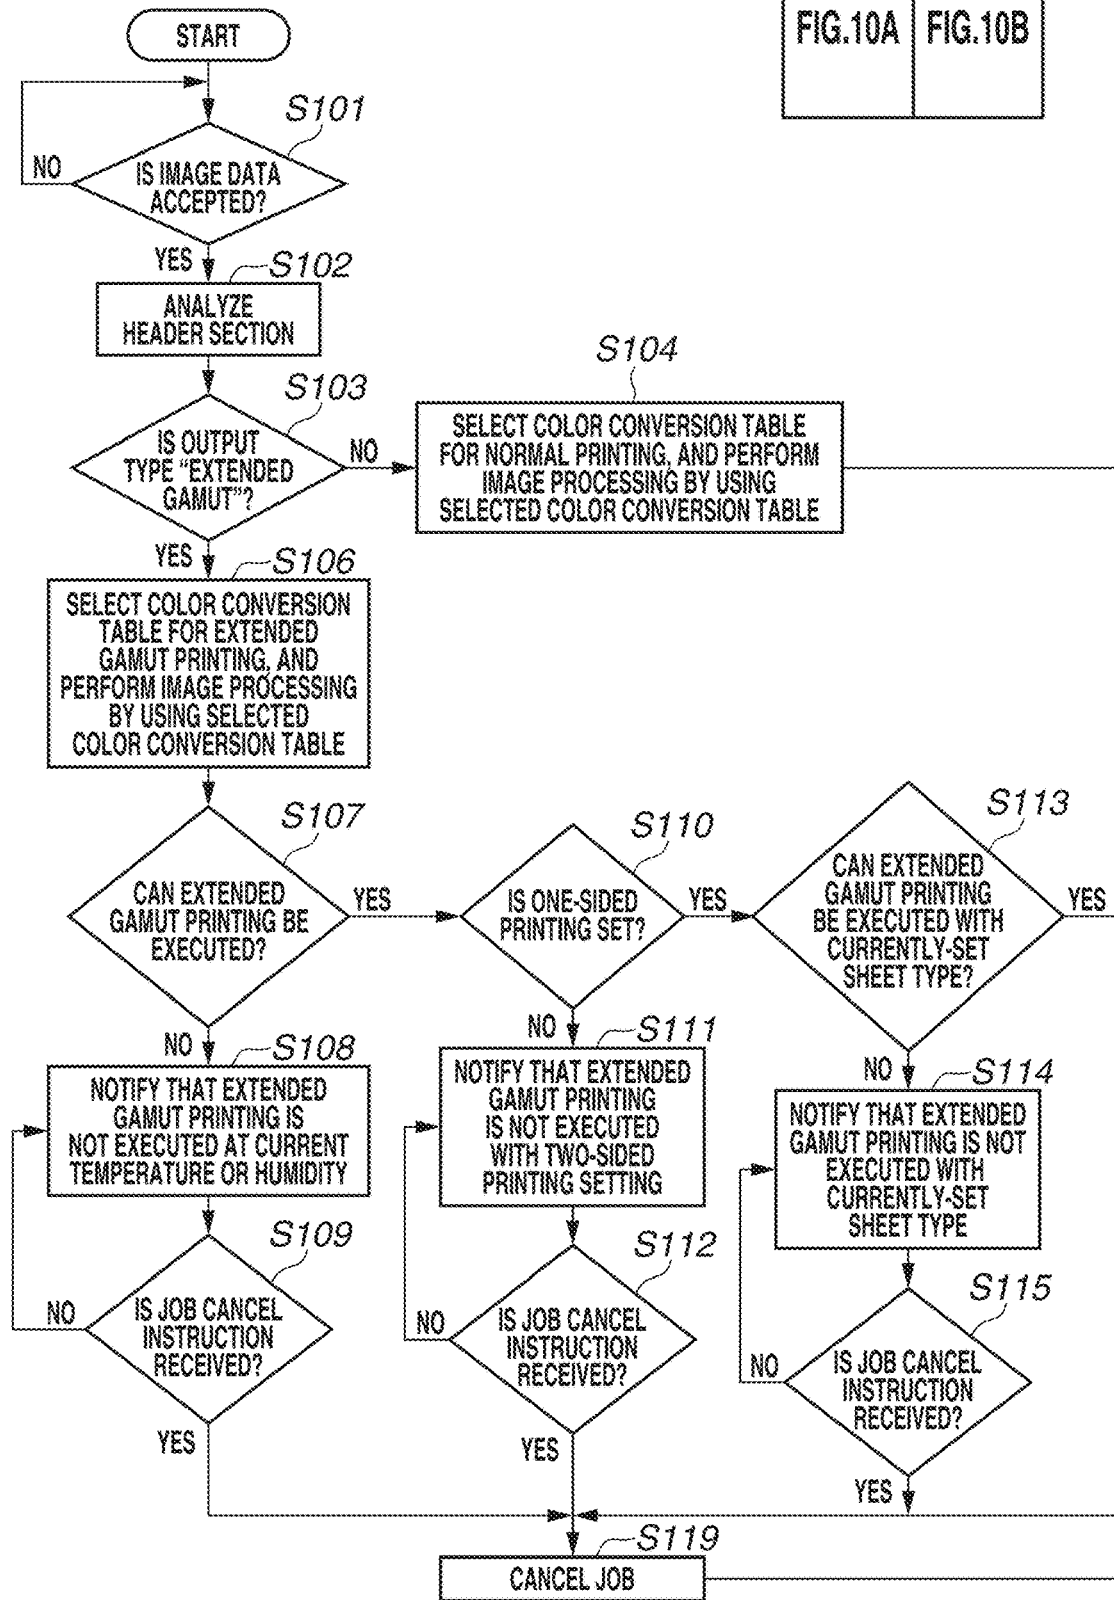 FIG.10A
FIG.10B
START
S101
IS IMAGE DATA
ACCEPTED?
NO
YES
S102
ANALYZE
HEADER SECTION
S103
IS OUTPUT
TYPE “EXTENDED
GAMUT”?
NO
S104
SELECT COLOR CONVERSION TABLE
FOR NORMAL PRINTING, AND PERFORM
IMAGE PROCESSING BY USING
SELECTED COLOR CONVERSION TABLE
YES
S106
SELECT COLOR CONVERSION
TABLE FOR EXTENDED
GAMUT PRINTING, AND
PERFORM IMAGE PROCESSING
BY USING SELECTED
COLOR CONVERSION TABLE
S107
CAN EXTENDED
GAMUT PRINTING BE
EXECUTED?
YES
NO
S108
NOTIFY THAT EXTENDED
GAMUT PRINTING IS
NOT EXECUTED AT CURRENT
TEMPERATURE OR HUMIDITY
S109
IS JOB CANCEL
INSTRUCTION
RECEIVED?
NO
YES
S110
IS ONE-SIDED
PRINTING SET?
YES
NO
S111
NOTIFY THAT EXTENDED
GAMUT PRINTING
IS NOT EXECUTED
WITH TWO-SIDED
PRINTING SETTING
S112
IS JOB CANCEL
INSTRUCTION
RECEIVED?
NO
YES
S113
CAN EXTENDED
GAMUT PRINTING
BE EXECUTED WITH
CURRENTLY-SET
SHEET TYPE?
YES
NO
S114
NOTIFY THAT EXTENDED
GAMUT PRINTING IS NOT
EXECUTED WITH
CURRENTLY-SET
SHEET TYPE
S115
IS JOB CANCEL
INSTRUCTION
RECEIVED?
NO
YES
S119
CANCEL JOB